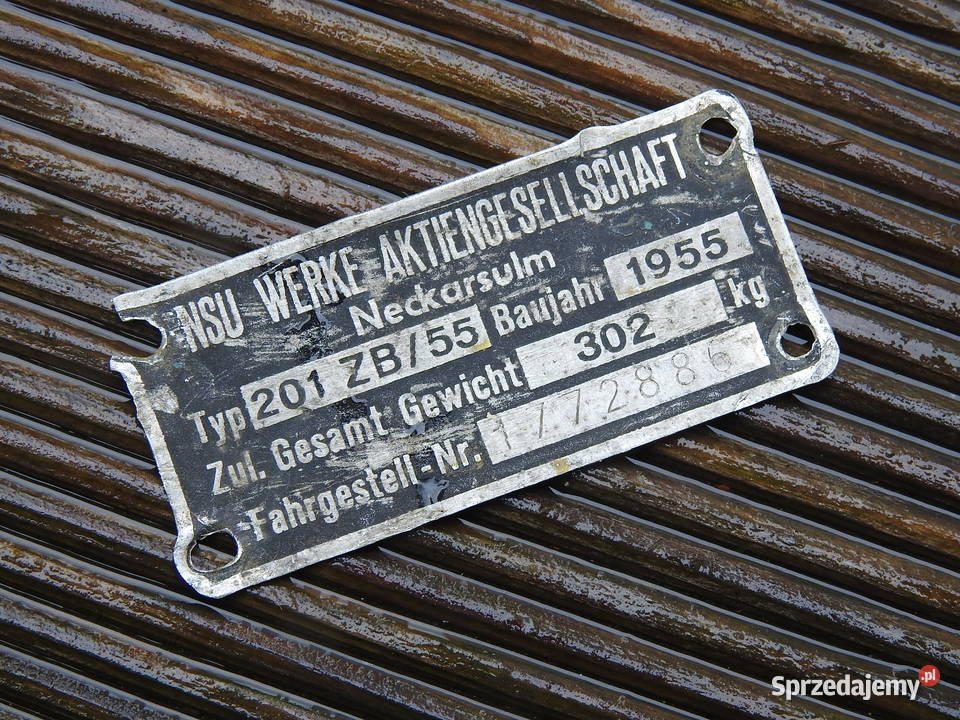 NSU WERKE AKTIENGESELLSCHAFT
Neckarsulm
Typ 201 ZB/55 Baujahr 1955
Zul. Gesamt Gewicht 302 kg
Fahrgestell-Nr. 1772886
Sprzedajemy.pl